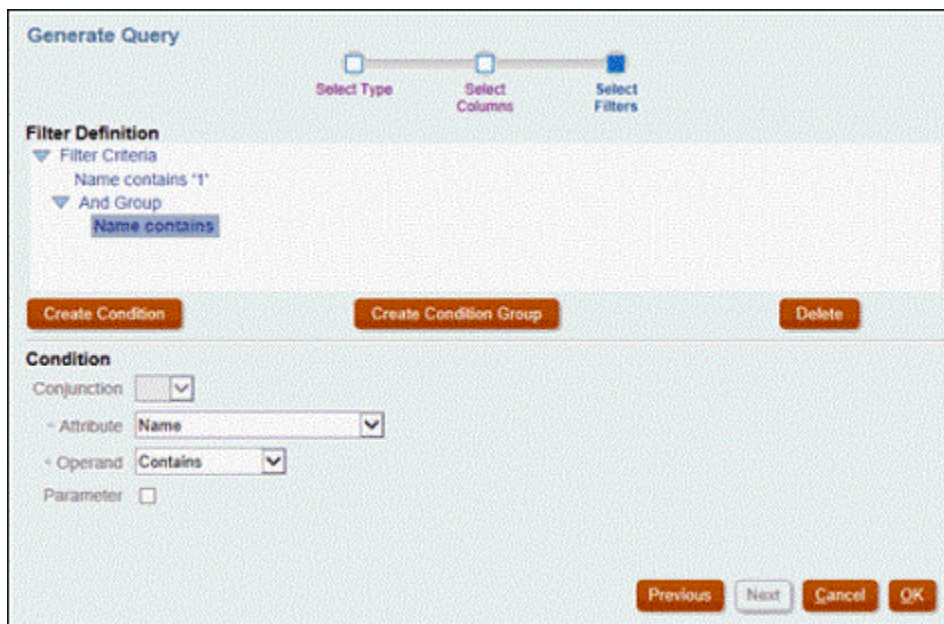 Generate Query
Select Type
Select Columns
Select Filters
Filter Definition
Filter Criteria
Name contains '1'
And Group
Name contains
Create Condition Create Condition Group Delete
Condition
Conjunction
* Attribute Name
* Operand Contains
Parameter
Previous Next Cancel OK